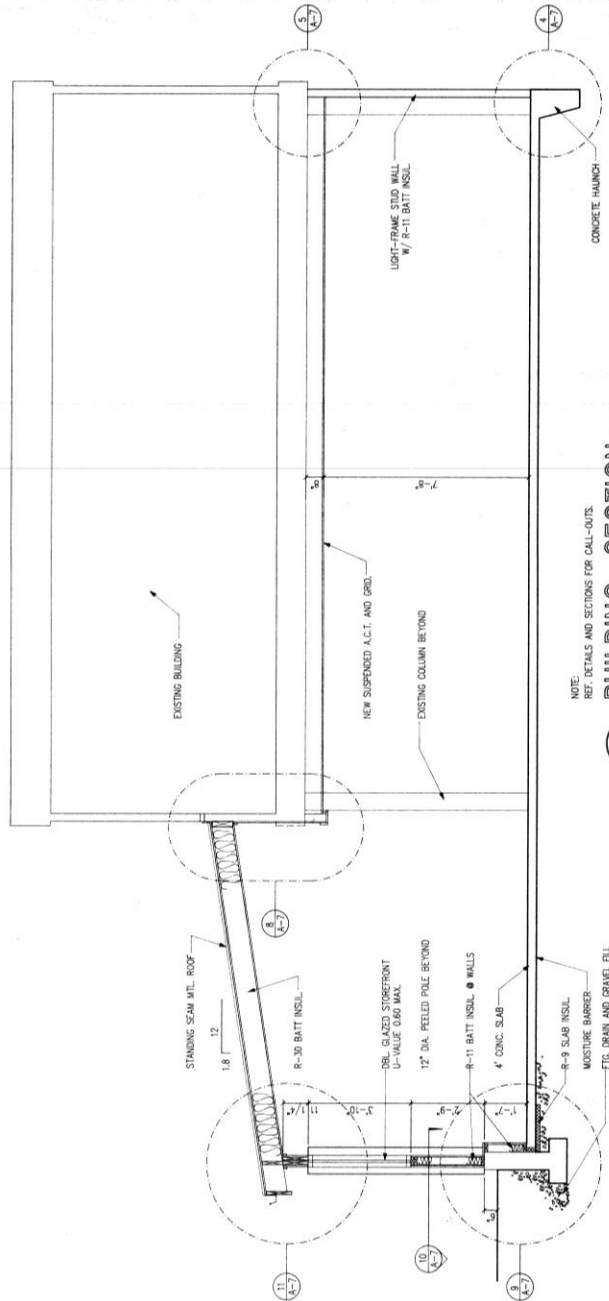 EXISTING BUILDING
STANDING SEAM MTL. ROOF
12
1.8
R-30 BATT INSUL.
8
A-7
5
A-7
LIGHT-FRAME STUD WALL
W/ R-11 BATT INSUL.
8"
7'-8"
NEW SUSPENDED A.C.T. AND GRID.
EXISTING COLUMN BEYOND
DBL. GLAZED STOREFRONT
U-VALUE 0.60 MAX.
12" DIA. PEELED POLE BEYOND
R-11 BATT INSUL. @ WALLS
4" CONC. SLAB
11 1/4"
3'-10"
2'-9"
1'-7"
6"
11
A-7
10
A-7
9
A-7
4
A-7
CONCRETE HAUNCH
R-9 SLAB INSUL.
MOISTURE BARRIER
FTG. DRAIN AND GRAVEL FILL
NOTE:
REF. DETAILS AND SECTIONS FOR CALL-OUTS.
BUILDING SECTION